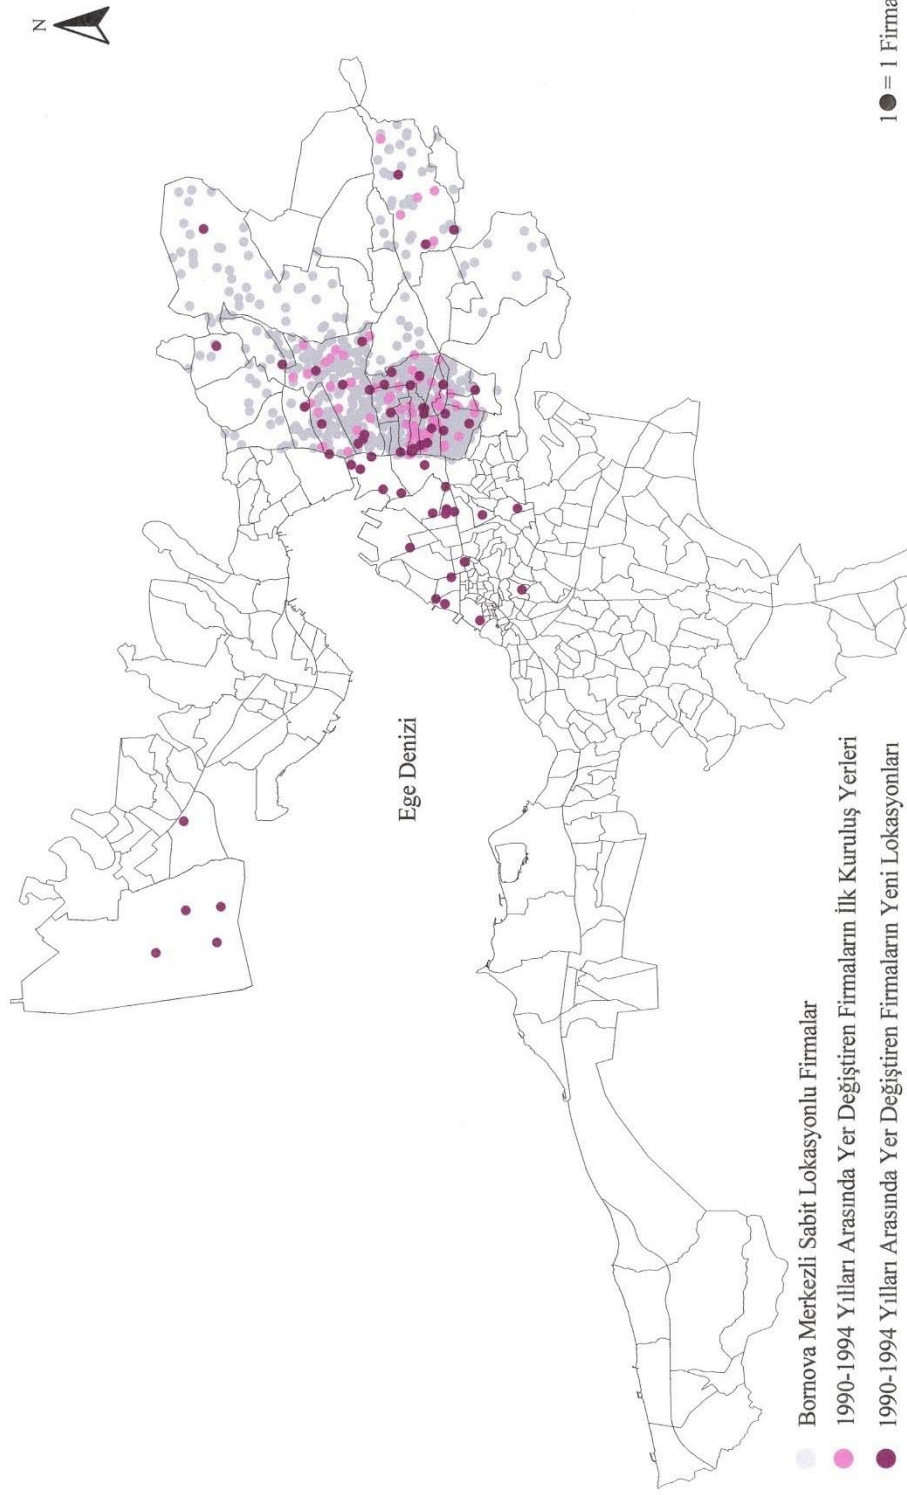 N
Ege Denizi
Bornova Merkezli Sabit Lokasyonlu Firmalar
1990-1994 Yılları Arasında Yer Değiştiren Firmaların İlk Kuruluş Yerleri
1990-1994 Yılları Arasında Yer Değiştiren Firmaların Yeni Lokasyonları
1 = 1 Firma